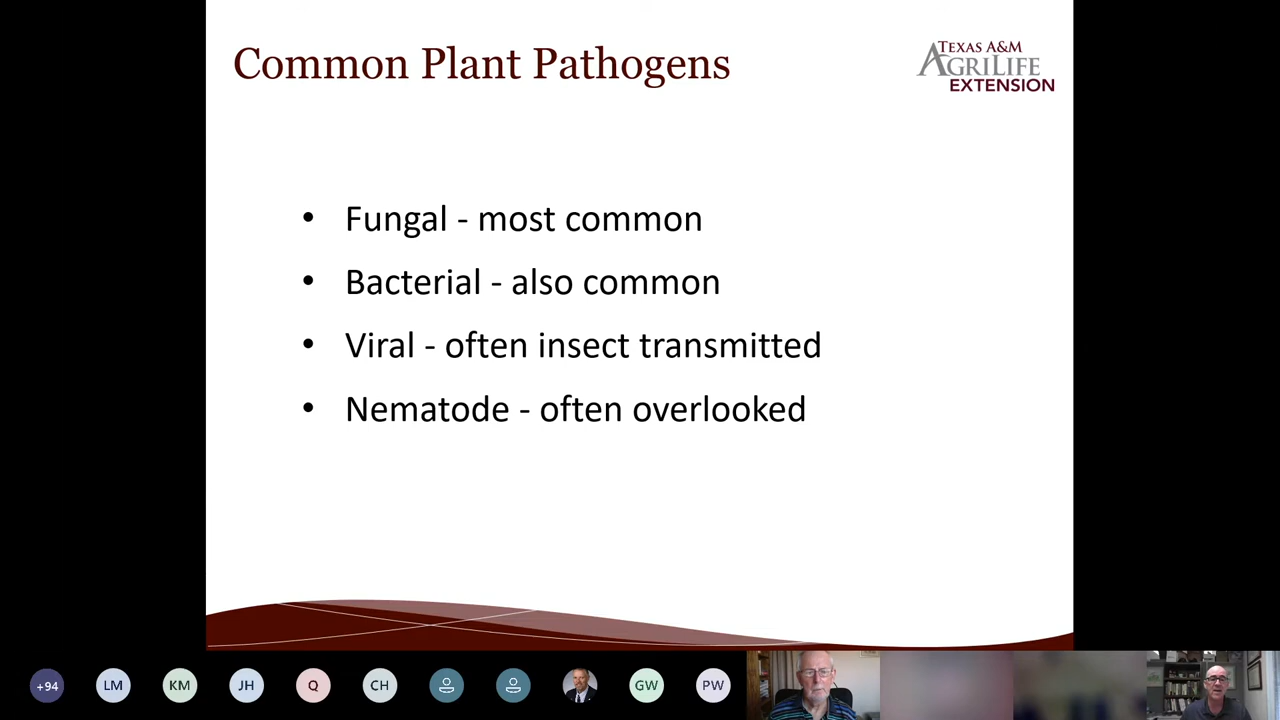 Common Plant Pathogens
TEXAS A&M
AGRILIFE
EXTENSION
• Fungal - most common
• Bacterial - also common
• Viral - often insect transmitted
• Nematode - often overlooked
+94 LM KM JH Q CH GW PW